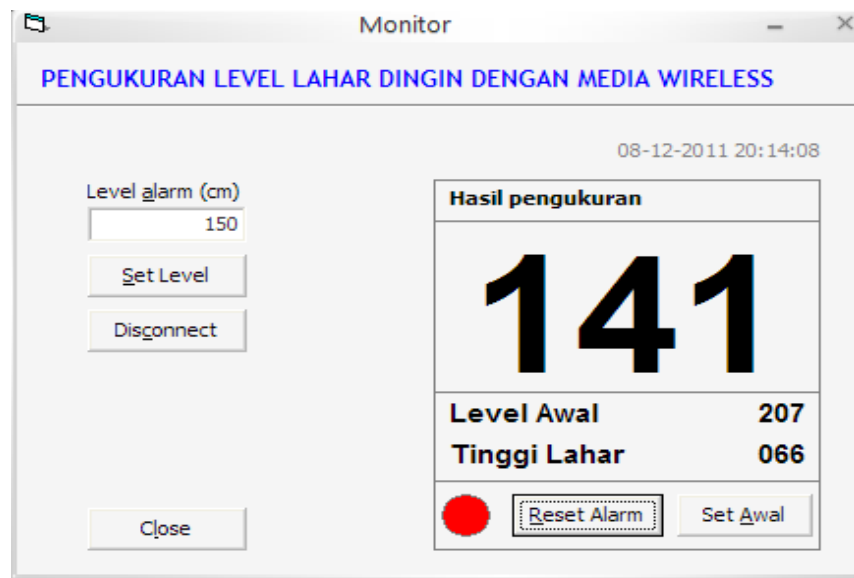 Monitor
PENGUKURAN LEVEL LAHAR DINGIN DENGAN MEDIA WIRELESS
08-12-2011 20:14:08
Level alarm (cm)
150
Set Level
Disconnect
Close
Hasil pengukuran
141
Level Awal 207
Tinggi Lahar 066
Reset Alarm Set Awal